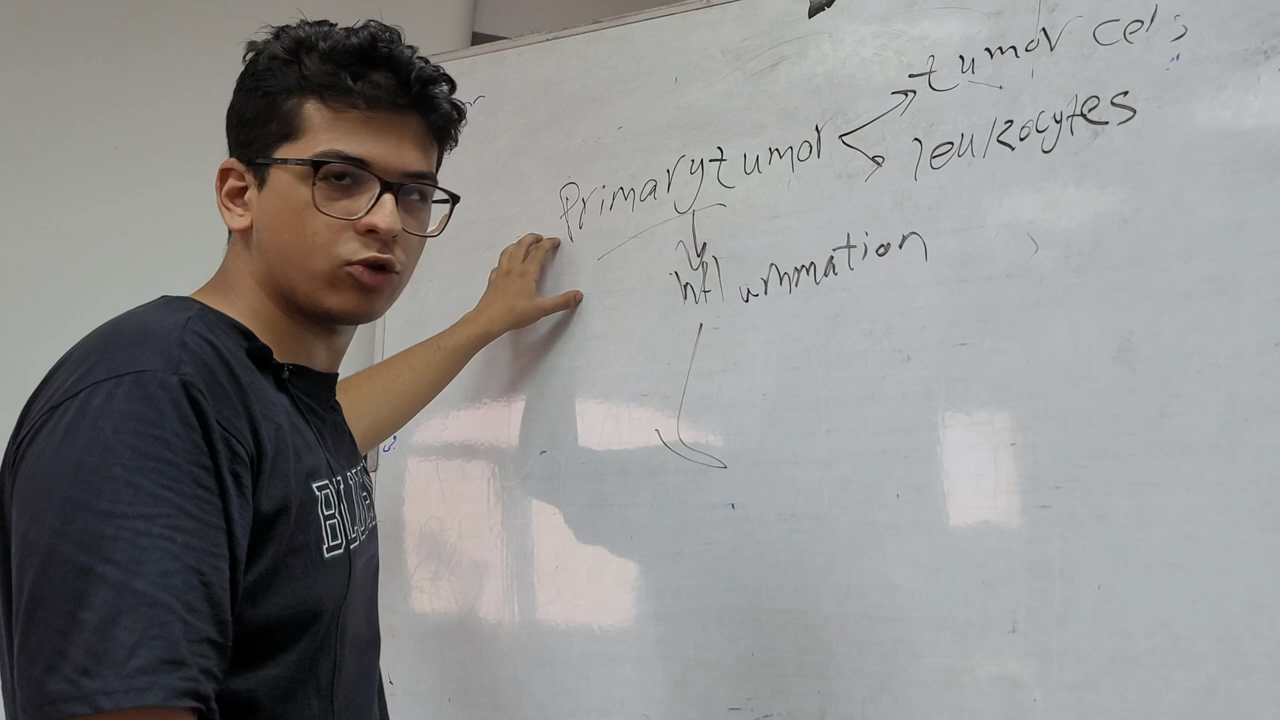 tumor cells
Primary tumor
leukocytes
Inflammation